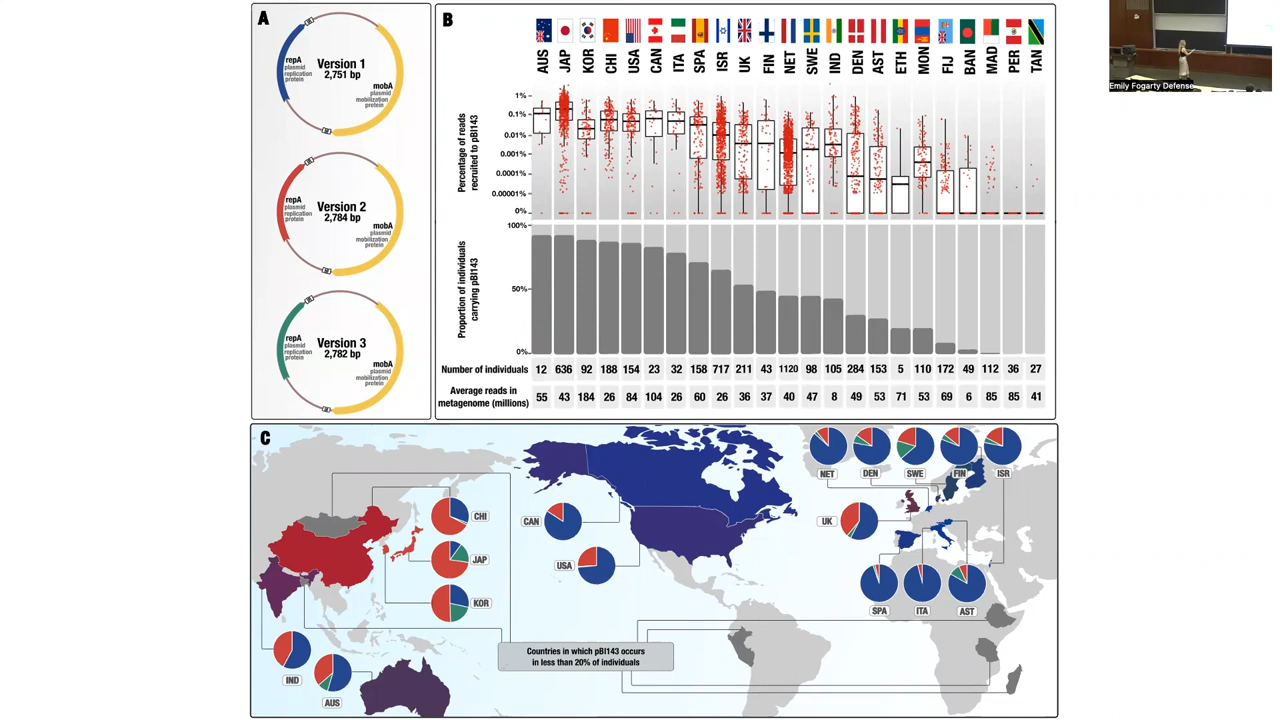 A
repA
plasmid
replication
protein
Version 1
2,751 bp
mobA
plasmid
mobilization
protein
repA
plasmid
replication
protein
Version 2
2,784 bp
mobA
plasmid
mobilization
protein
repA
plasmid
replication
protein
Version 3
2,782 bp
mobA
plasmid
mobilization
protein
B
AUS JAP KOR CHI USA CAN ITA SPA ISR UK FIN NET SWE IND DEN AST ETH MON FIJ BAN MAD PER TAN
Percentage of reads
recruited to pBI143
1%
0.1%
0.01%
0.001%
0.0001%
0.00001%
0%
Proportion of individuals
carrying pBI143
100%
50%
0%
Number of individuals 12 636 92 188 154 23 32 158 717 211 43 1120 98 105 284 153 5 110 172 49 112 36 27
Average reads in
metagenome (millions) 55 43 184 26 84 104 26 60 26 36 37 40 47 8 49 53 71 53 69 6 85 85 41
C
CHI
JAP
KOR
IND
AUS
CAN
USA
NET DEN SWE FIN ISR
UK
SPA ITA AST
Countries in which pBI143 occurs
in less than 20% of individuals
Emily Fogarty Defense